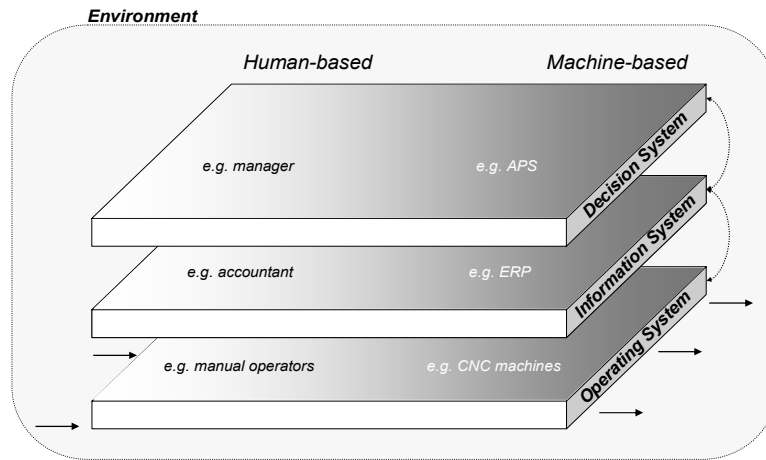 Environment
Human-based
Machine-based
e.g. manager
e.g. APS
Decision System
e.g. accountant
e.g. ERP
Information System
e.g. manual operators
e.g. CNC machines
Operating System